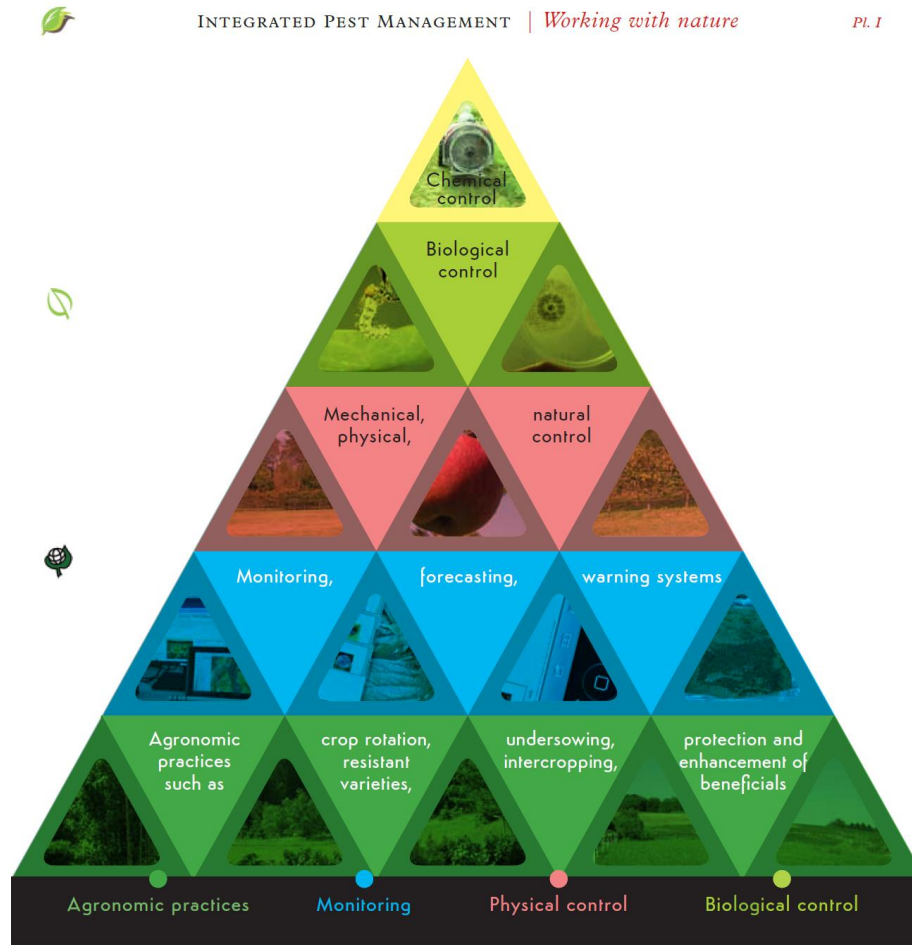 INTEGRATED PEST MANAGEMENT | Working with nature Pl. I
Chemical
control
Biological
control
Mechanical,
physical,
natural
control
Monitoring,
forecasting,
warning systems
Agronomic
practices
such as
crop rotation,
resistant
varieties,
undersowing,
intercropping,
protection and
enhancement of
beneficials
Agronomic practices
Monitoring
Physical control
Biological control